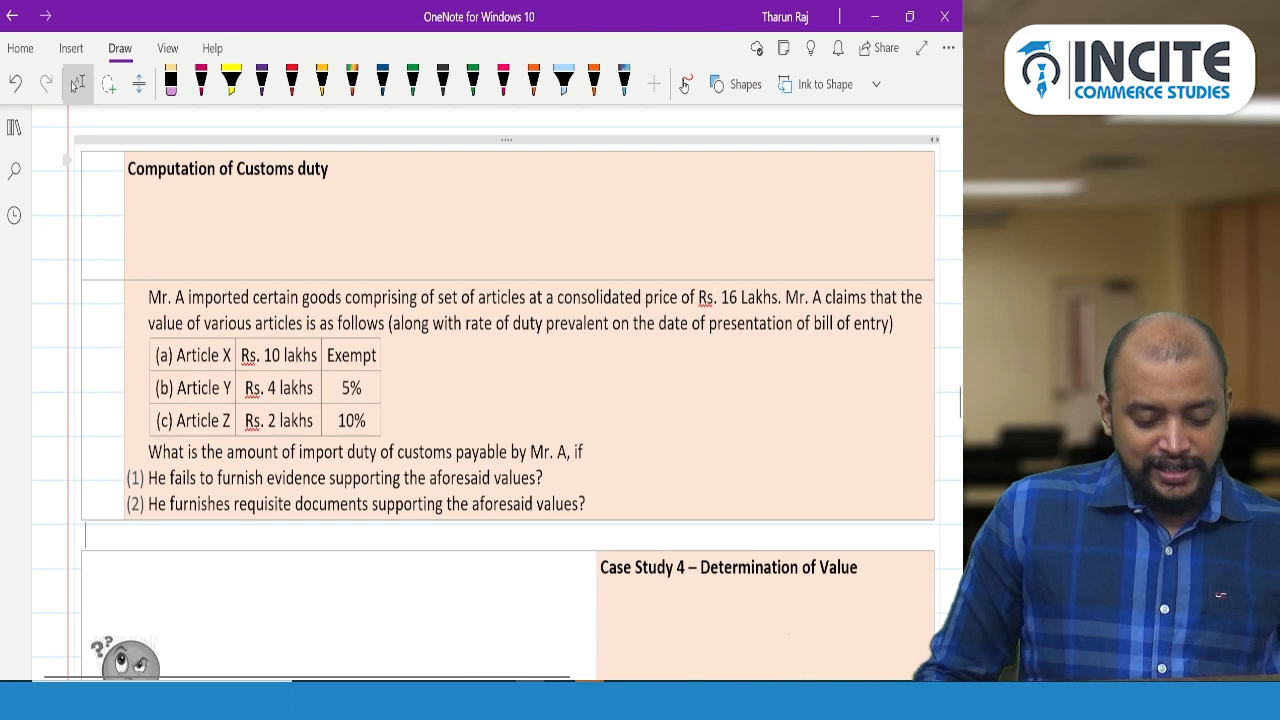 OneNote for Windows 10
Tharun Raj
Home Insert Draw View Help
Share
Shapes
Ink to Shape
INCITE
COMMERCE STUDIES
Computation of Customs duty
Mr. A imported certain goods comprising of set of articles at a consolidated price of Rs. 16 Lakhs. Mr. A claims that the
value of various articles is as follows (along with rate of duty prevalent on the date of presentation of bill of entry)
(a) Article X Rs. 10 lakhs Exempt
(b) Article Y Rs. 4 lakhs 5%
(c) Article Z Rs. 2 lakhs 10%
What is the amount of import duty of customs payable by Mr. A, if
(1) He fails to furnish evidence supporting the aforesaid values?
(2) He furnishes requisite documents supporting the aforesaid values?
Case Study 4 – Determination of Value
??